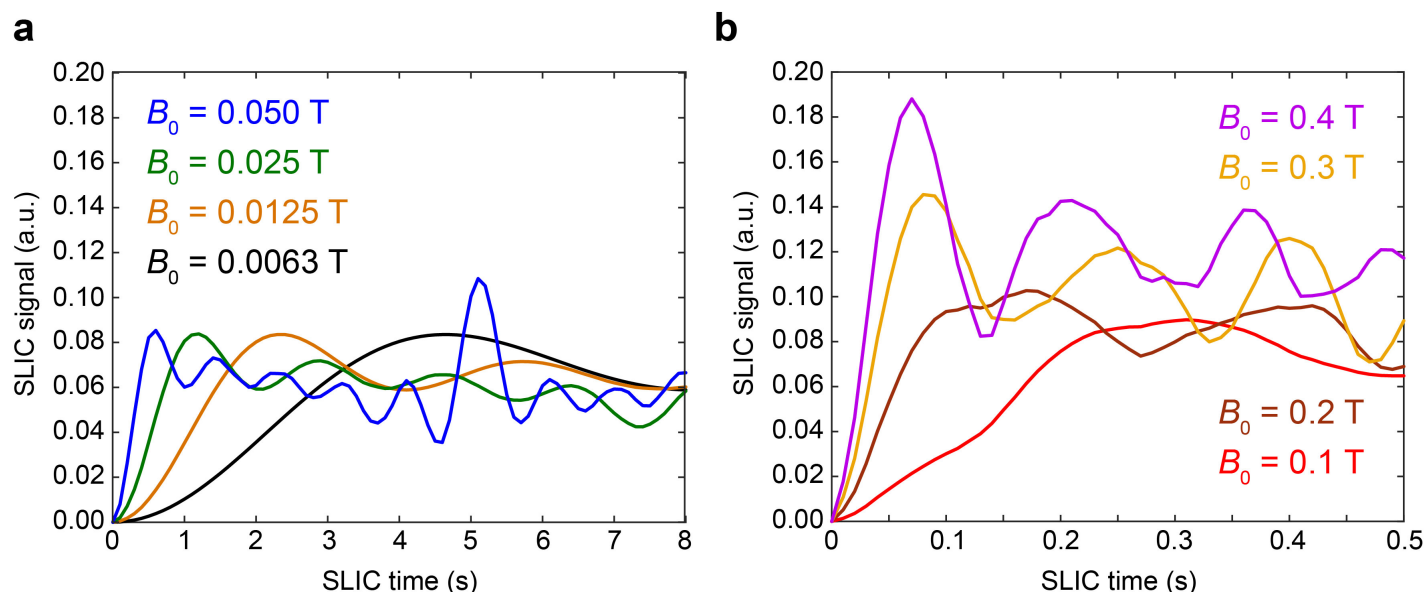 a
0.20
0.18
0.16
0.14
0.12
0.10
0.08
0.06
0.04
0.02
0.00
SLIC signal (a.u.)
B0 = 0.050 T
B0 = 0.025 T
B0 = 0.0125 T
B0 = 0.0063 T
0 1 2 3 4 5 6 7 8
SLIC time (s)
b
0.20
0.18
0.16
0.14
0.12
0.10
0.08
0.06
0.04
0.02
0.00
SLIC signal (a.u.)
B0 = 0.4 T
B0 = 0.3 T
B0 = 0.2 T
B0 = 0.1 T
0 0.1 0.2 0.3 0.4 0.5
SLIC time (s)